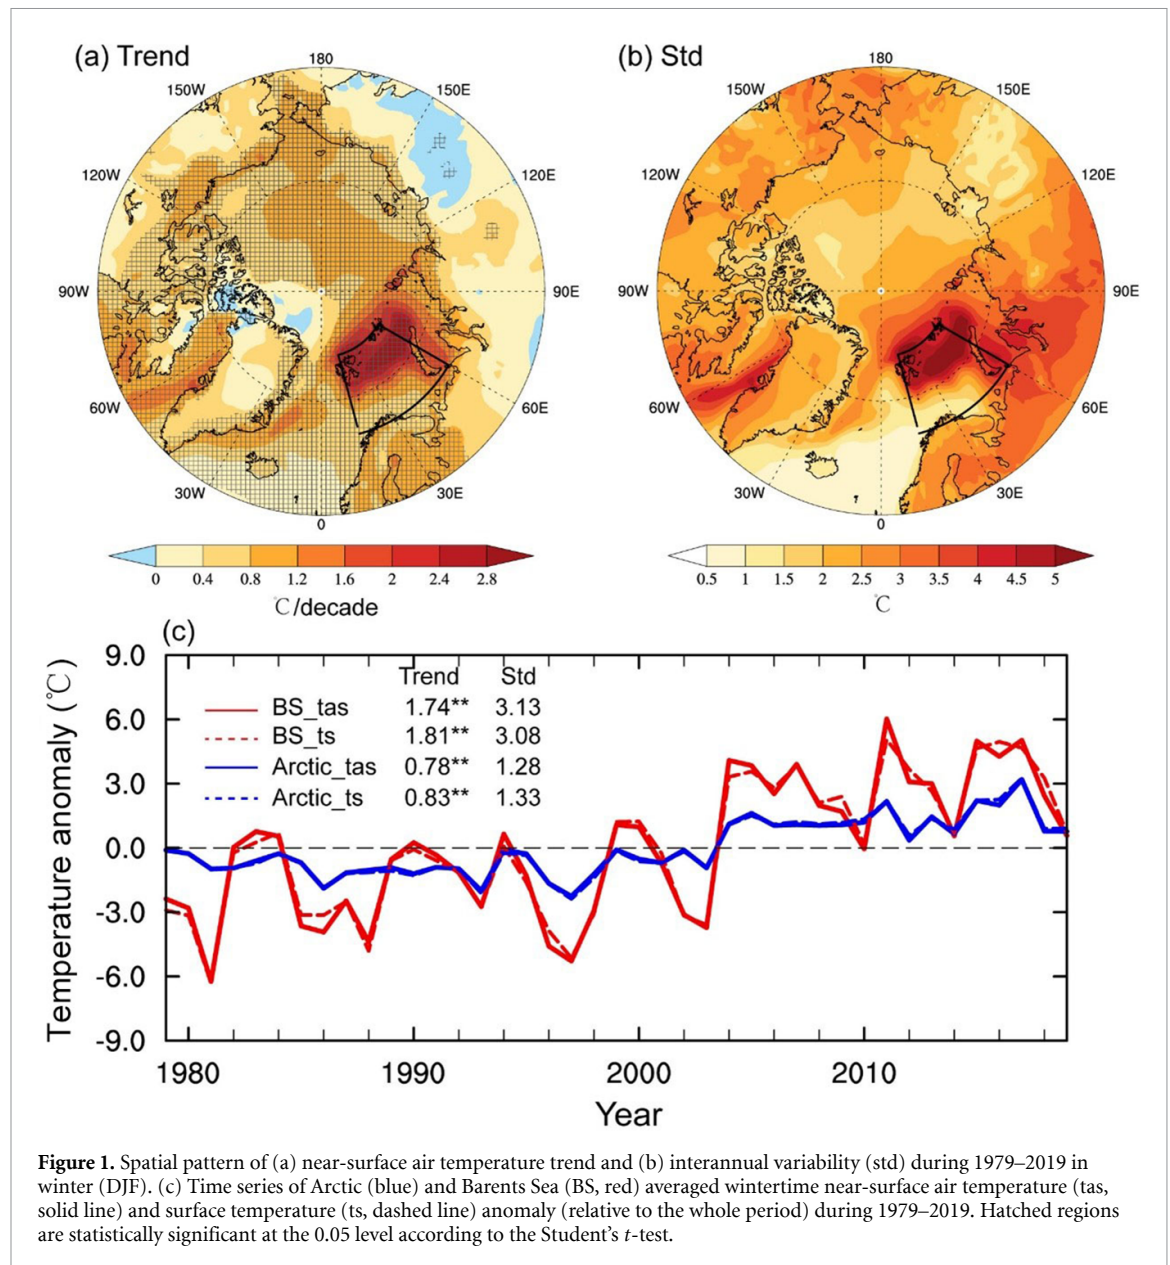 (a) Trend
(b) Std
180
180
150W
150E
150W
150E
120W
120E
120W
120E
90W
90E
90W
90E
60W
60E
60W
60E
30W
30E
30W
30E
0
0
0 0.4 0.8 1.2 1.6 2 2.4 2.8
0.5 1 1.5 2 2.5 3 3.5 4 4.5 5
℃/decade
℃
(c)
Temperature anomaly (℃)
9.0
6.0
3.0
0.0
-3.0
-6.0
-9.0
Trend Std
BS_tas 1.74** 3.13
BS_ts 1.81** 3.08
Arctic_tas 0.78** 1.28
Arctic_ts 0.83** 1.33
1980 1990 2000 2010
Year
Figure 1. Spatial pattern of (a) near-surface air temperature trend and (b) interannual variability (std) during 1979–2019 in
winter (DJF). (c) Time series of Arctic (blue) and Barents Sea (BS, red) averaged wintertime near-surface air temperature (tas,
solid line) and surface temperature (ts, dashed line) anomaly (relative to the whole period) during 1979–2019. Hatched regions
are statistically significant at the 0.05 level according to the Student's t-test.